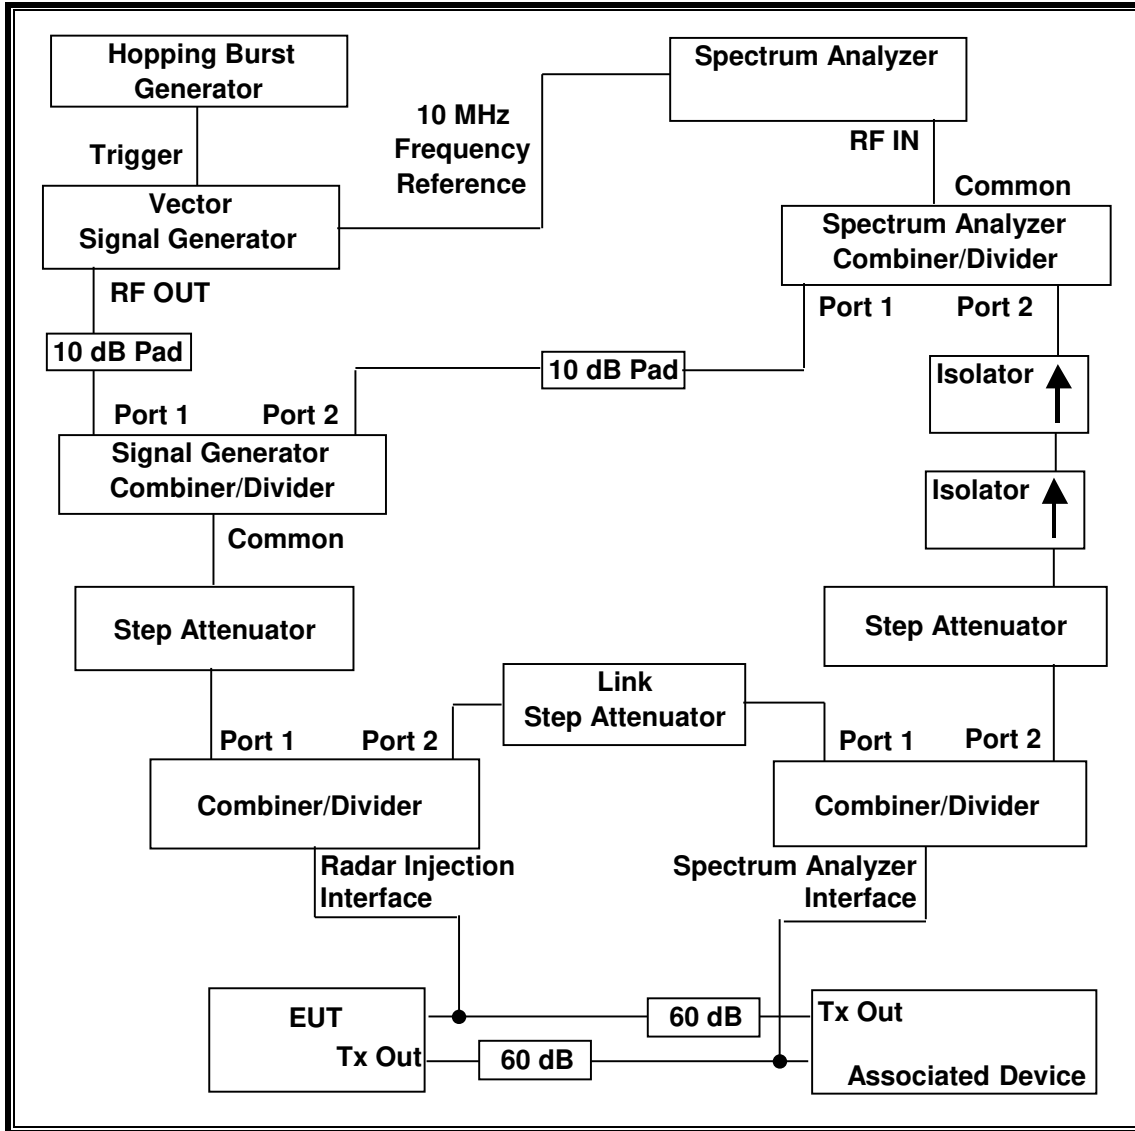 Hopping Burst
Generator
Spectrum Analyzer
10 MHz
Frequency
Reference
Trigger
RF IN
Common
Vector
Signal Generator
Spectrum Analyzer
Combiner/Divider
RF OUT
Port 1
Port 2
10 dB Pad
10 dB Pad
Isolator
Port 1
Port 2
Signal Generator
Combiner/Divider
Isolator
Common
Step Attenuator
Step Attenuator
Link
Step Attenuator
Port 1
Port 2
Port 1
Port 2
Combiner/Divider
Combiner/Divider
Radar Injection
Interface
Spectrum Analyzer
Interface
EUT
Tx Out
60 dB
60 dB
Tx Out
Associated Device